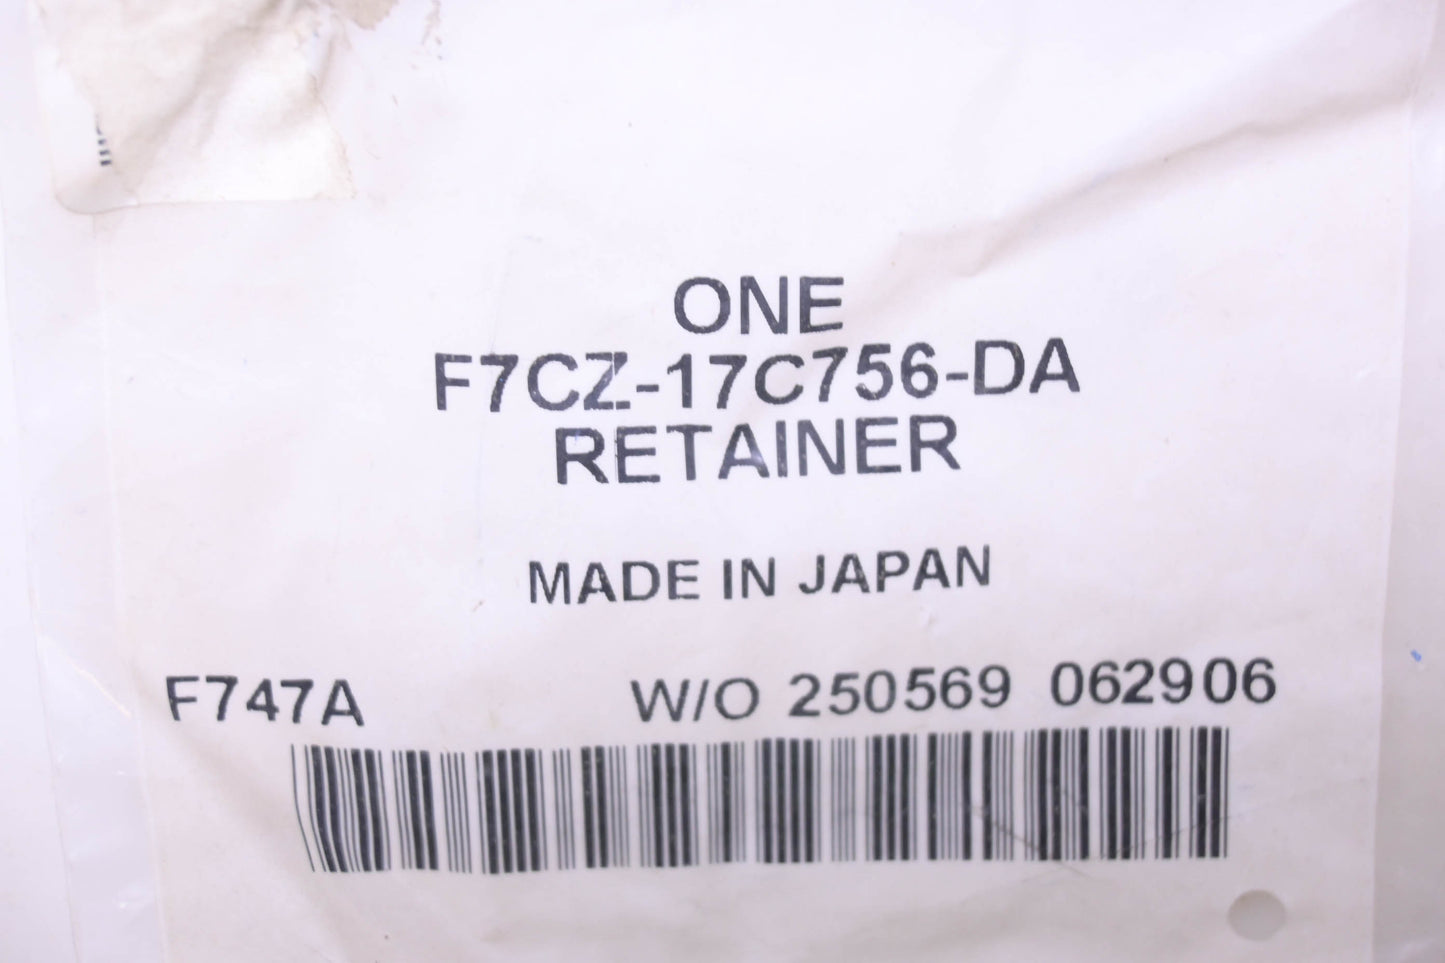 ONE
F7CZ-17C756-DA
RETAINER
MADE IN JAPAN
F747A W/O 250569 062906